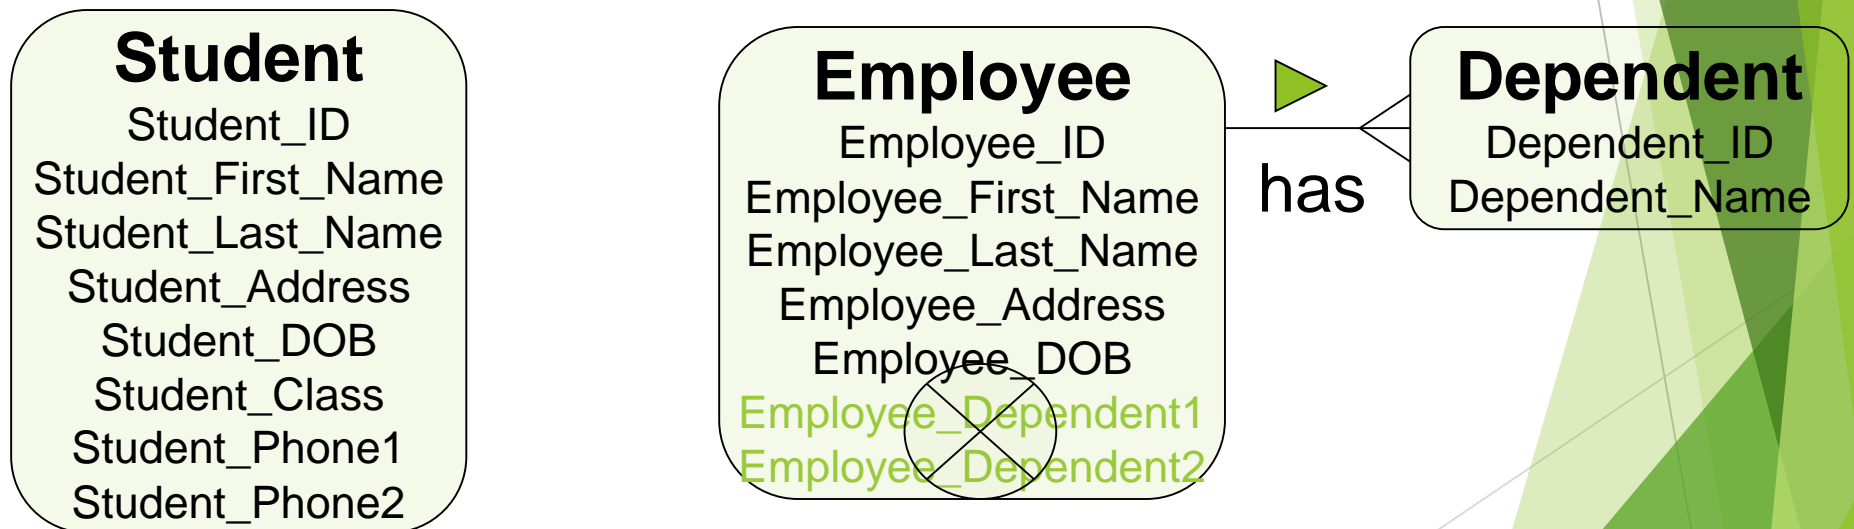 Student
Student_ID
Student_First_Name
Student_Last_Name
Student_Address
Student_DOB
Student_Class
Student_Phone1
Student_Phone2
Employee
Employee_ID
Employee_First_Name
Employee_Last_Name
Employee_Address
Employee_DOB
Employee_Dependent1
Employee_Dependent2
has
Dependent
Dependent_ID
Dependent_Name